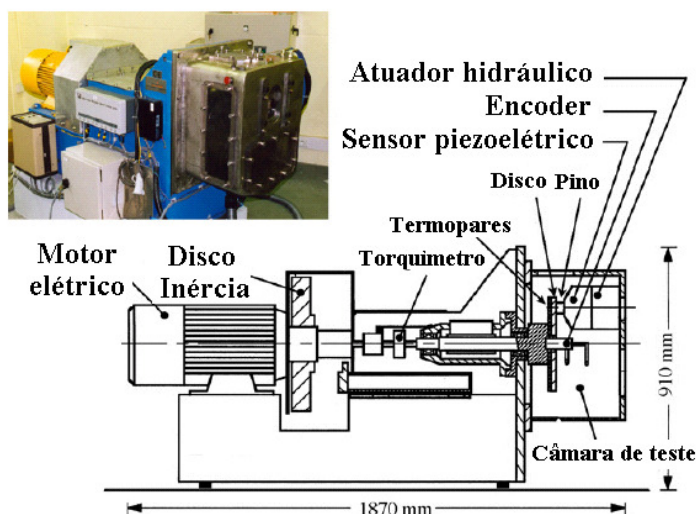 Atuador hidráulico
Encoder
Sensor piezoelétrico
Disco Pino
Termopares
Torquimetro
Motor
elétrico
Disco
Inércia
910 mm
Câmara de teste
1870 mm